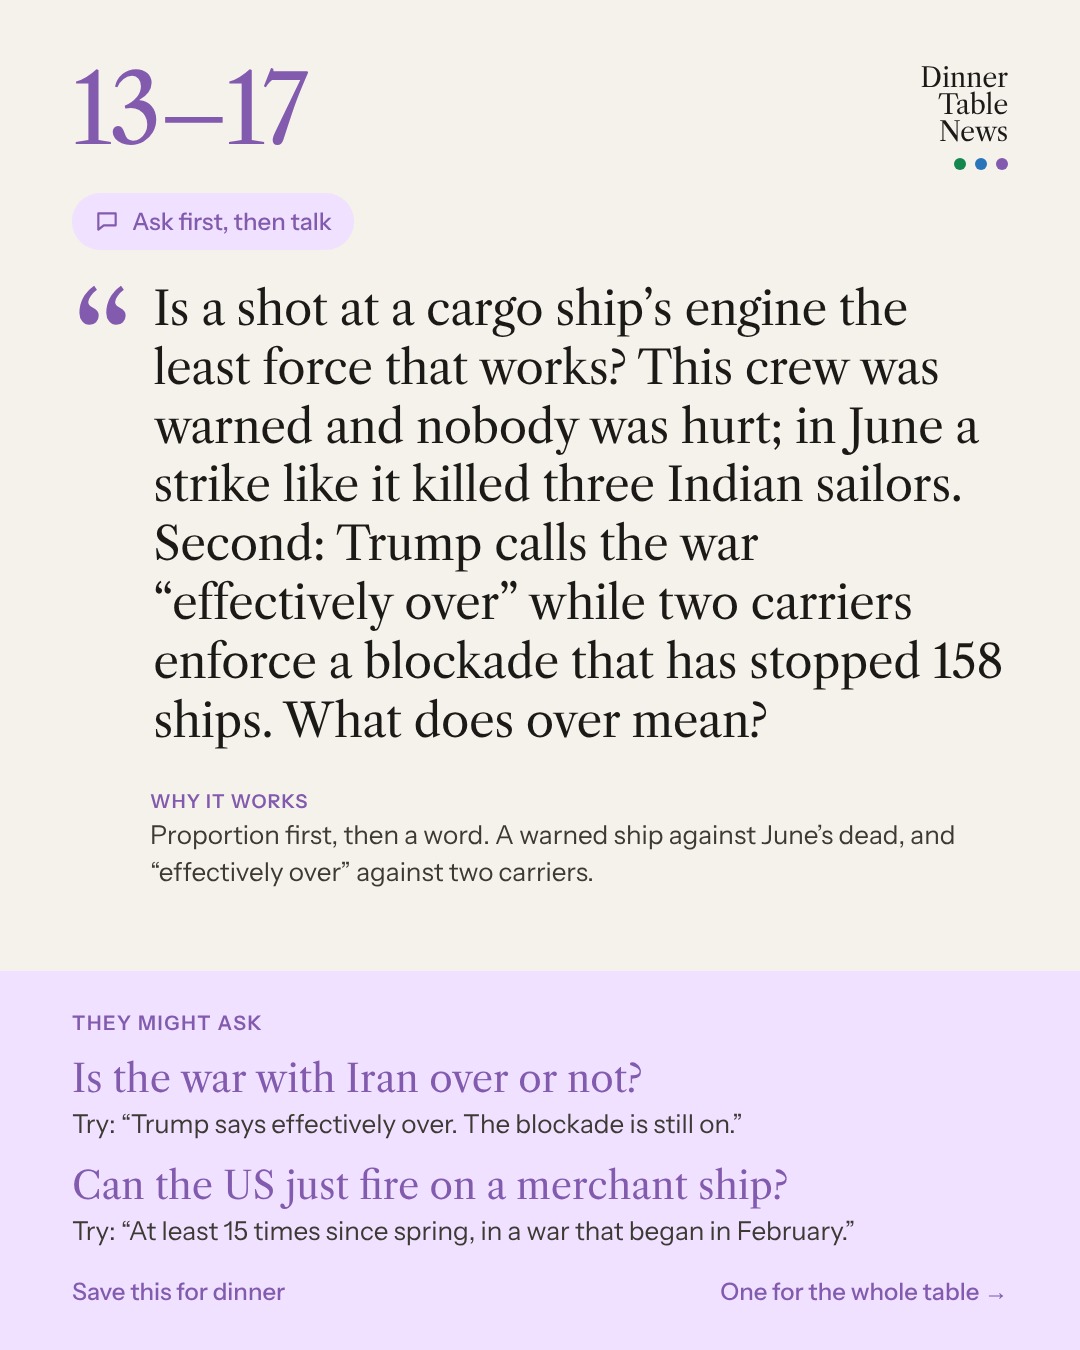 13–17
Dinner
Table
News
Ask first, then talk
“ Is a shot at a cargo ship’s engine the
least force that works? This crew was
warned and nobody was hurt; in June a
strike like it killed three Indian sailors.
Second: Trump calls the war
“effectively over” while two carriers
enforce a blockade that has stopped 158
ships. What does over mean?
WHY IT WORKS
Proportion first, then a word. A warned ship against June’s dead, and
“effectively over” against two carriers.
THEY MIGHT ASK
Is the war with Iran over or not?
Try: “Trump says effectively over. The blockade is still on.”
Can the US just fire on a merchant ship?
Try: “At least 15 times since spring, in a war that began in February.”
Save this for dinner
One for the whole table →